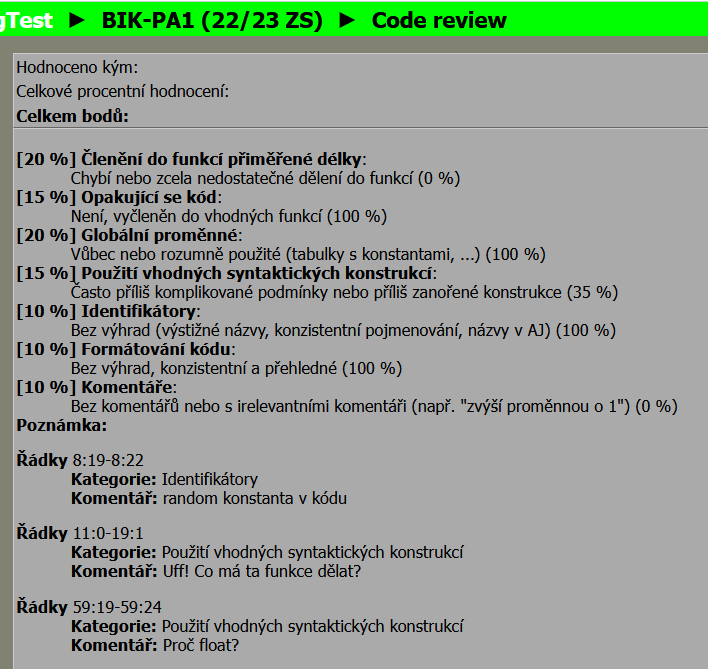 gTest ► BIK-PA1 (22/23 ZS) ► Code review
Hodnoceno kým:
Celkové procentní hodnocení:
Celkem bodů:
[20 %] Členění do funkcí přiměřené délky:
Chybí nebo zcela nedostatečné dělení do funkcí (0 %)
[15 %] Opakující se kód:
Není, vyčleněn do vhodných funkcí (100 %)
[20 %] Globální proměnné:
Vůbec nebo rozumně použité (tabulky s konstantami, ...) (100 %)
[15 %] Použití vhodných syntaktických konstrukcí:
Často příliš komplikované podmínky nebo příliš zanořené konstrukce (35 %)
[10 %] Identifikátory:
Bez výhrad (výstižné názvy, konzistentní pojmenování, názvy v AJ) (100 %)
[10 %] Formátování kódu:
Bez výhrad, konzistentní a přehledné (100 %)
[10 %] Komentáře:
Bez komentářů nebo s irelevantními komentáři (např. "zvýší proměnnou o 1") (0 %)
Poznámka:
Řádky 8:19-8:22
Kategorie: Identifikátory
Komentář: random konstanta v kódu
Řádky 11:0-19:1
Kategorie: Použití vhodných syntaktických konstrukcí
Komentář: Uff! Co má ta funkce dělat?
Řádky 59:19-59:24
Kategorie: Použití vhodných syntaktických konstrukcí
Komentář: Proč float?